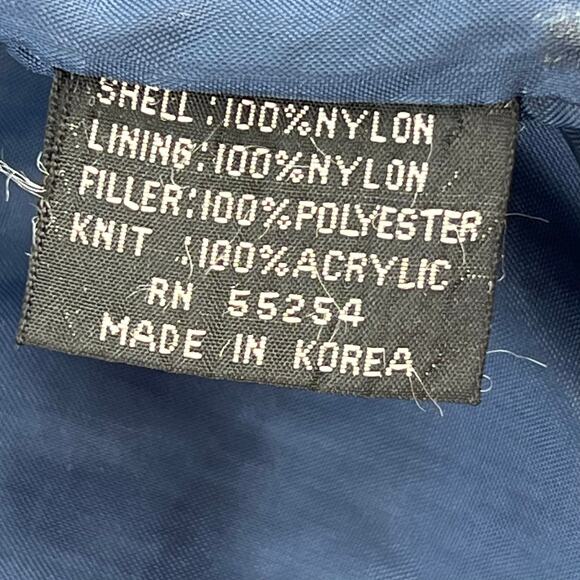 SHELL :100%NYLON
LINING:100%NYLON
FILLER:100%POLYESTER
KNIT :100%ACRYLIC
RN 55254
MADE IN KOREA